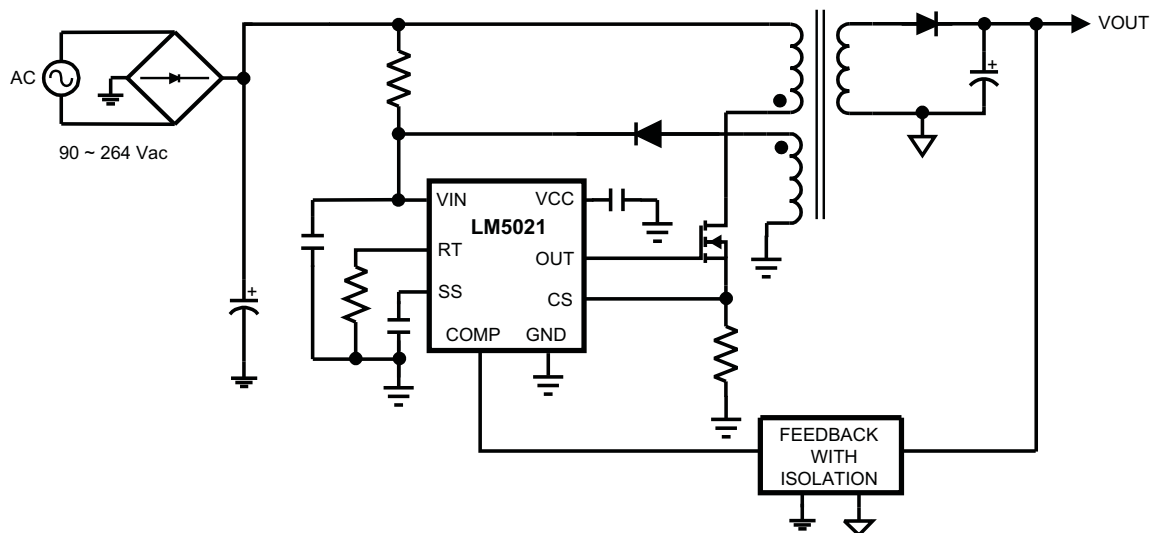 VOUT
AC
90 ~ 264 Vac
VIN
VCC
LM5021
RT
OUT
SS
CS
COMP
GND
+
+
FEEDBACK
WITH
ISOLATION